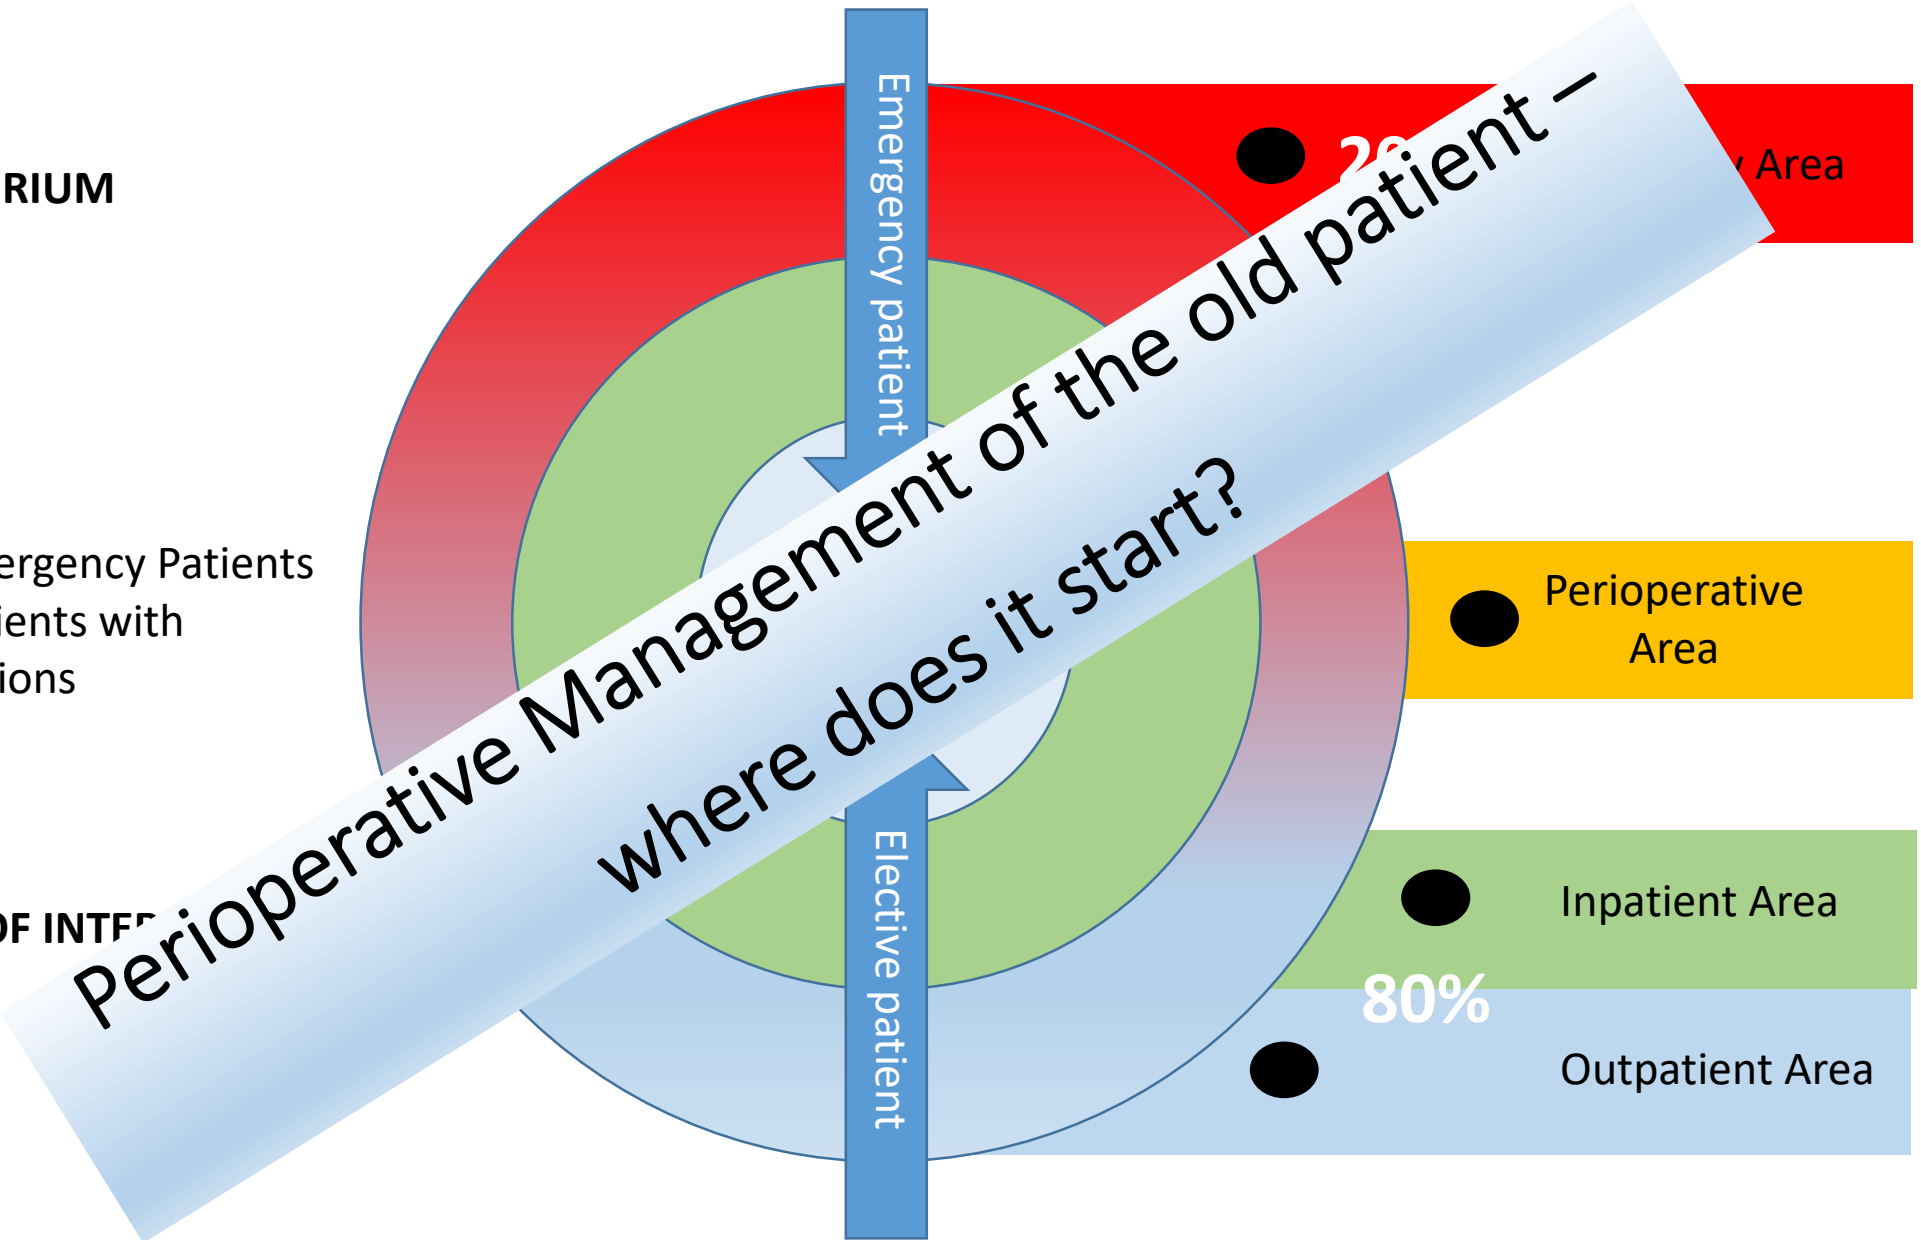 Emergency patient
Area
RIUM
Perioperative Management of the old patient –
where does it start?
ergency Patients
ients with
ions
Perioperative
Area
OF
Elective patient
Inpatient Area
80%
Outpatient Area